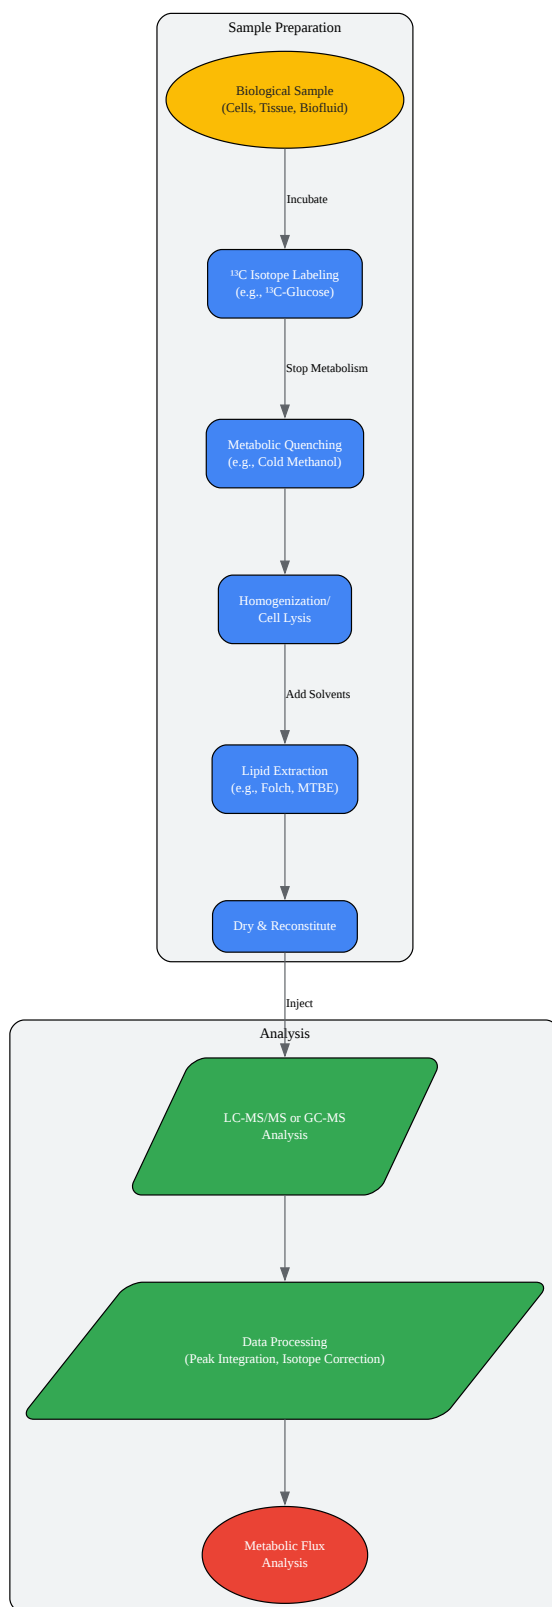 Sample Preparation
Biological Sample
(Cells, Tissue, Biofluid)
Incubate
¹³C Isotope Labeling
(e.g., ¹³C-Glucose)
Stop Metabolism
Metabolic Quenching
(e.g., Cold Methanol)
Homogenization/
Cell Lysis
Add Solvents
Lipid Extraction
(e.g., Folch, MTBE)
Dry & Reconstitute
Inject
Analysis
LC-MS/MS or GC-MS
Analysis
Data Processing
(Peak Integration, Isotope Correction)
Metabolic Flux
Analysis